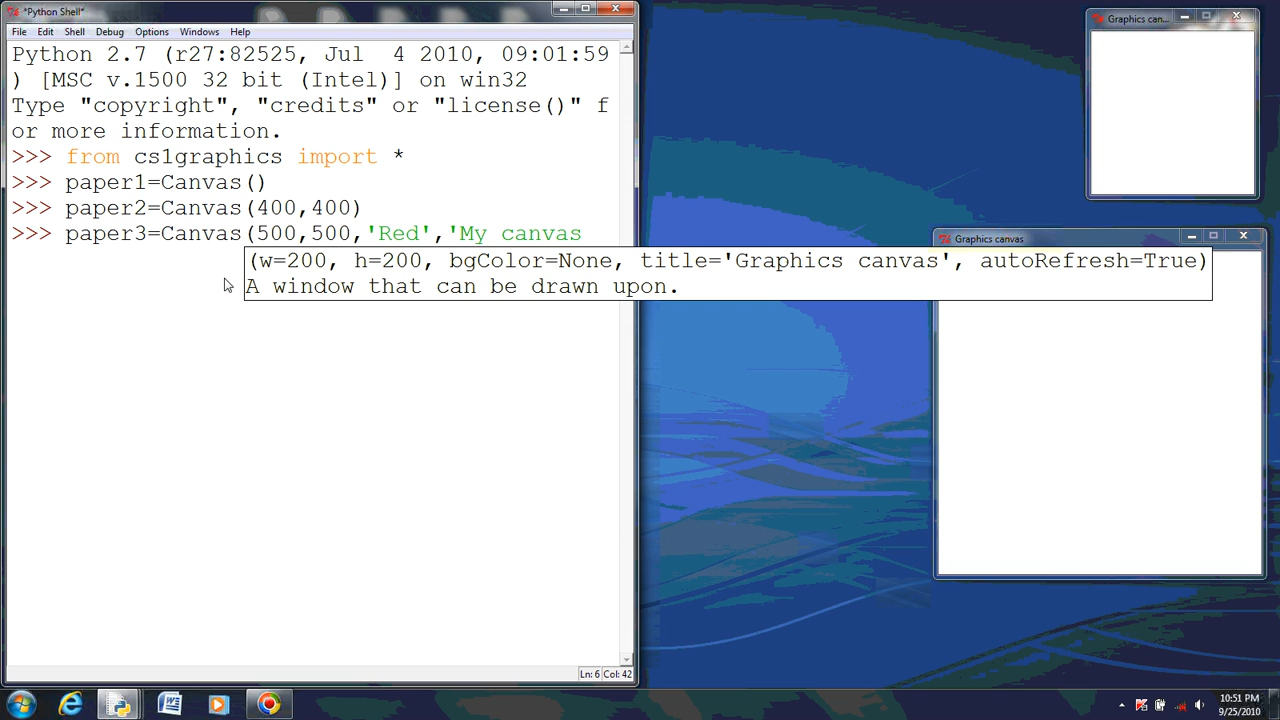 *Python Shell*
File Edit Shell Debug Options Windows Help
Python 2.7 (r27:82525, Jul  4 2010, 09:01:59
) [MSC v.1500 32 bit (Intel)] on win32
Type "copyright", "credits" or "license()" f
or more information.
>>> from cs1graphics import *
>>> paper1=Canvas()
>>> paper2=Canvas(400,400)
>>> paper3=Canvas(500,500,'Red','My canvas
(w=200, h=200, bgColor=None, title='Graphics canvas', autoRefresh=True)
A window that can be drawn upon.
Ln: 6 Col: 42
Graphics can...
Graphics canvas
10:51 PM
9/25/2010